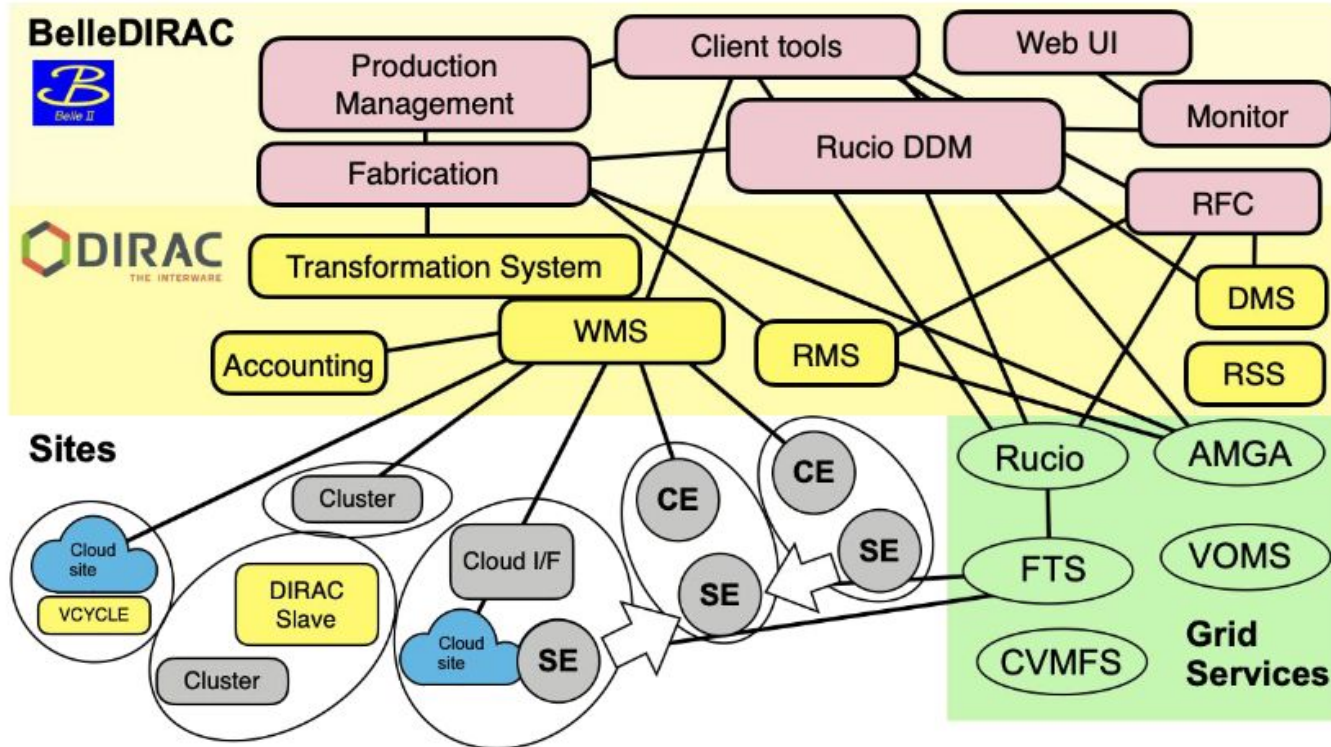 BelleDIRAC
B
Belle II
Client tools
Web UI
Production
Management
Monitor
Rucio DDM
Fabrication
RFC
DIRAC
THE INTERWARE
Transformation System
DMS
WMS
RMS
Accounting
RSS
Sites
Rucio
AMGA
CE
CE
Cluster
SE
Cloud
site
VCYCLE
Cloud I/F
FTS
VOMS
DIRAC
Slave
SE
Cloud
site
SE
Cluster
CVMFS
Grid
Services